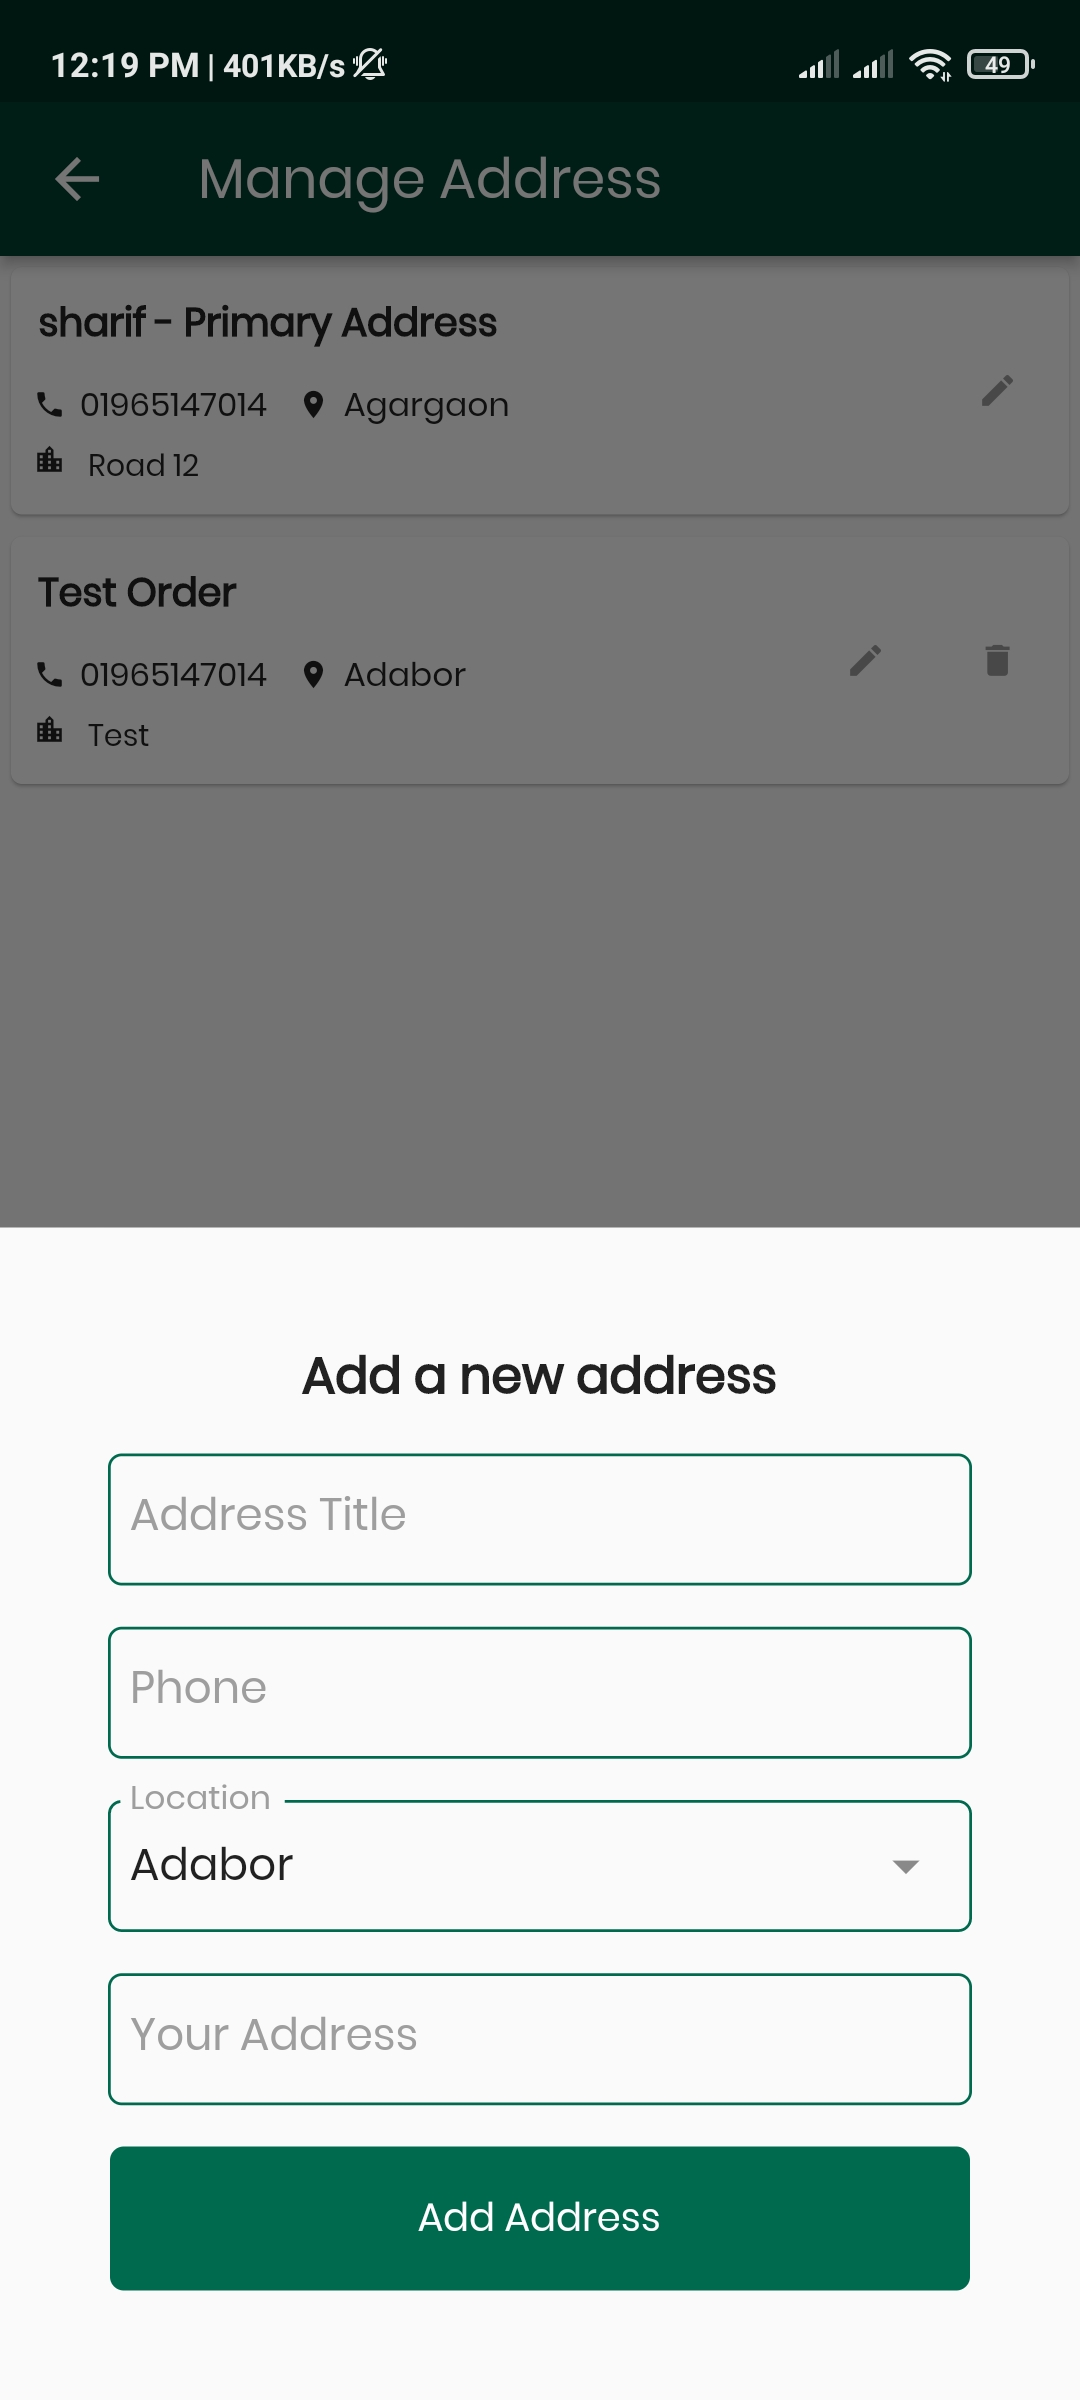 12:19 PM | 401KB/s 49
Manage Address
sharif - Primary Address
01965147014 Agargaon
Road 12
Test Order
01965147014 Adabor
Test
Add a new address
Address Title
Phone
Location
Adabor
Your Address
Add Address